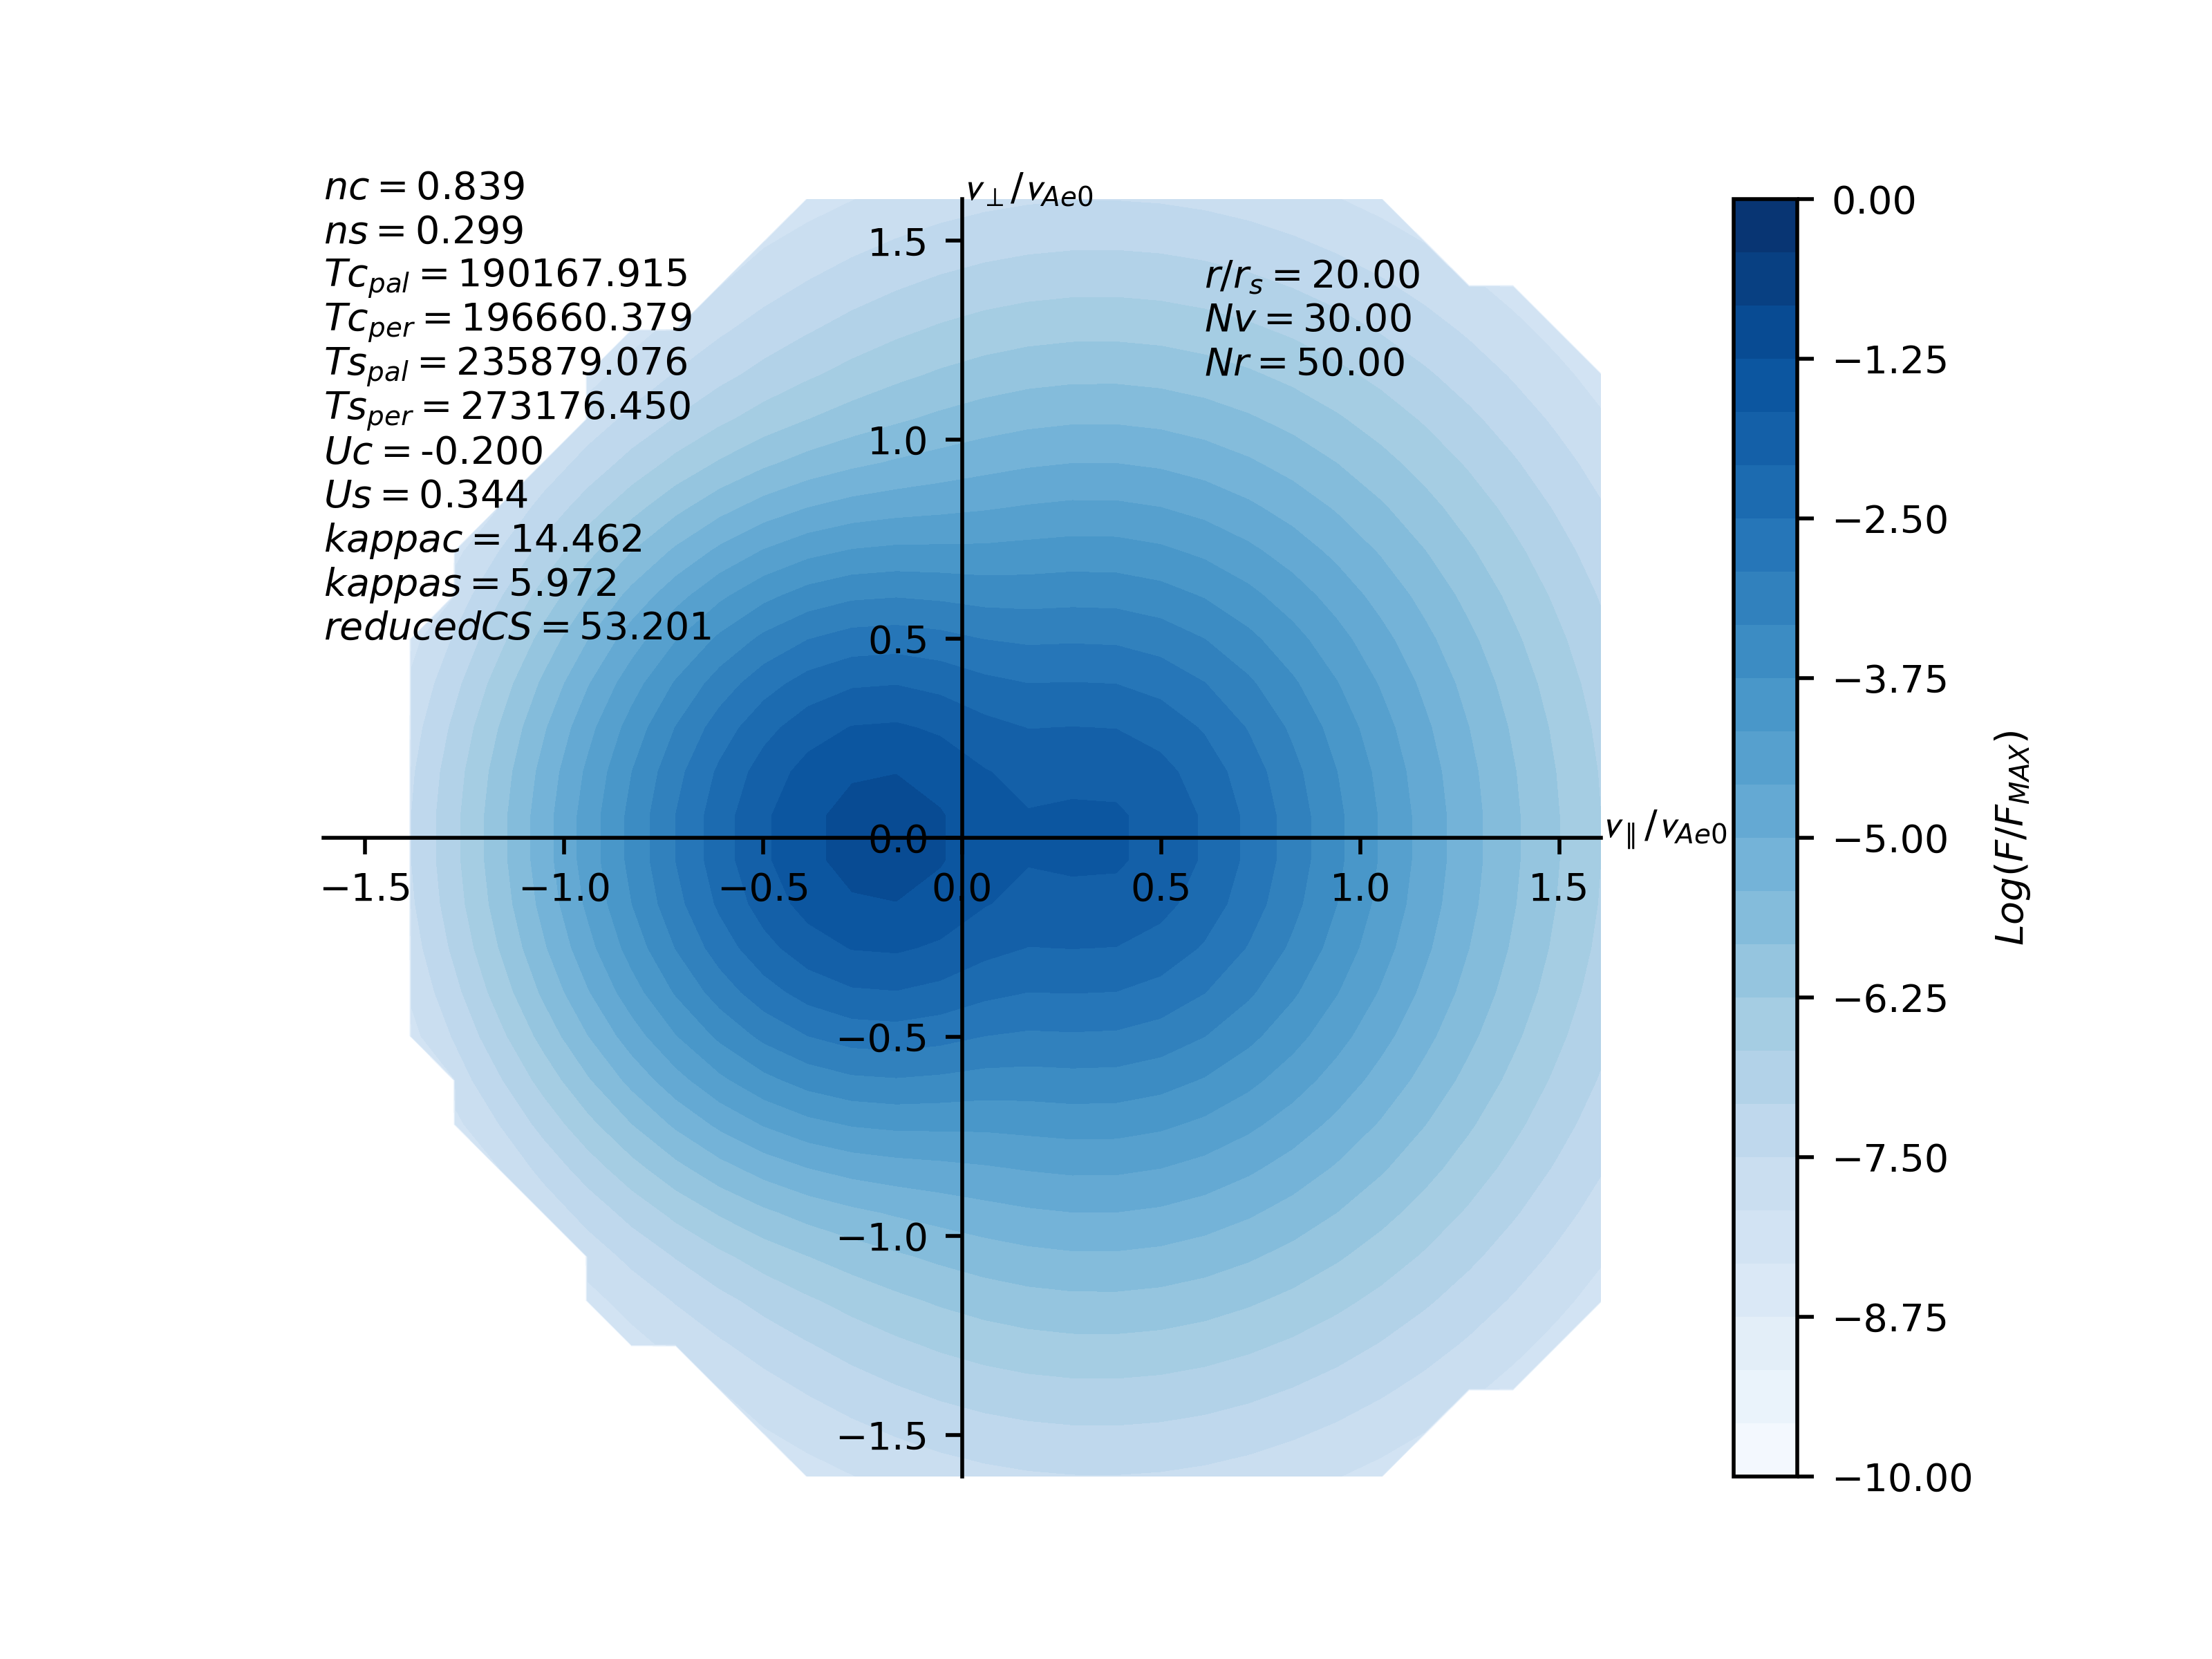 nc = 0.839
ns = 0.299
Tc_pal = 190167.915
Tc_per = 196660.379
Ts_pal = 235879.076
Ts_per = 273176.450
Uc = -0.200
Us = 0.344
kappac = 14.462
kappas = 5.972
reducedCS = 53.201
v⊥/v_Ae0
r/r_s = 20.00
Nv = 30.00
Nr = 50.00
1.5
1.0
0.5
0.0
−0.5
−1.0
−1.5
−1.5 −1.0 −0.5 0.0 0.5 1.0 1.5
v∥/v_Ae0
0.00
−1.25
−2.50
−3.75
−5.00
−6.25
−7.50
−8.75
−10.00
Log(F/F_MAX)